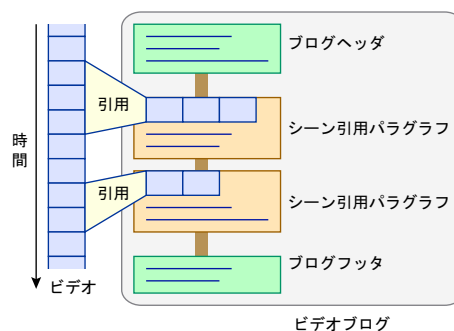 ブログヘッダ
引用
シーン引用パラグラフ
時間
引用
シーン引用パラグラフ
ブログフッタ
ビデオ
ビデオブログ